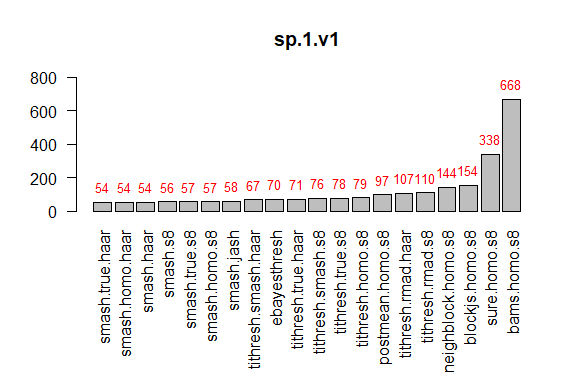 sp.1.v1
800
600
400
200
0
54
54
54
56
57
57
58
67
70
71
76
78
79
97
107
110
144
154
338
668
smash.true.haar
smash.homo.haar
smash.haar
smash.s8
smash.true.s8
smash.homo.s8
smash.jash
tithresh.smash.haar
ebayesthresh
tithresh.true.haar
tithresh.smash.s8
tithresh.true.s8
tithresh.homo.s8
postmean.homo.s8
tithresh.rmad.haar
tithresh.rmad.s8
neighblock.homo.s8
blockjs.homo.s8
sure.homo.s8
bams.homo.s8